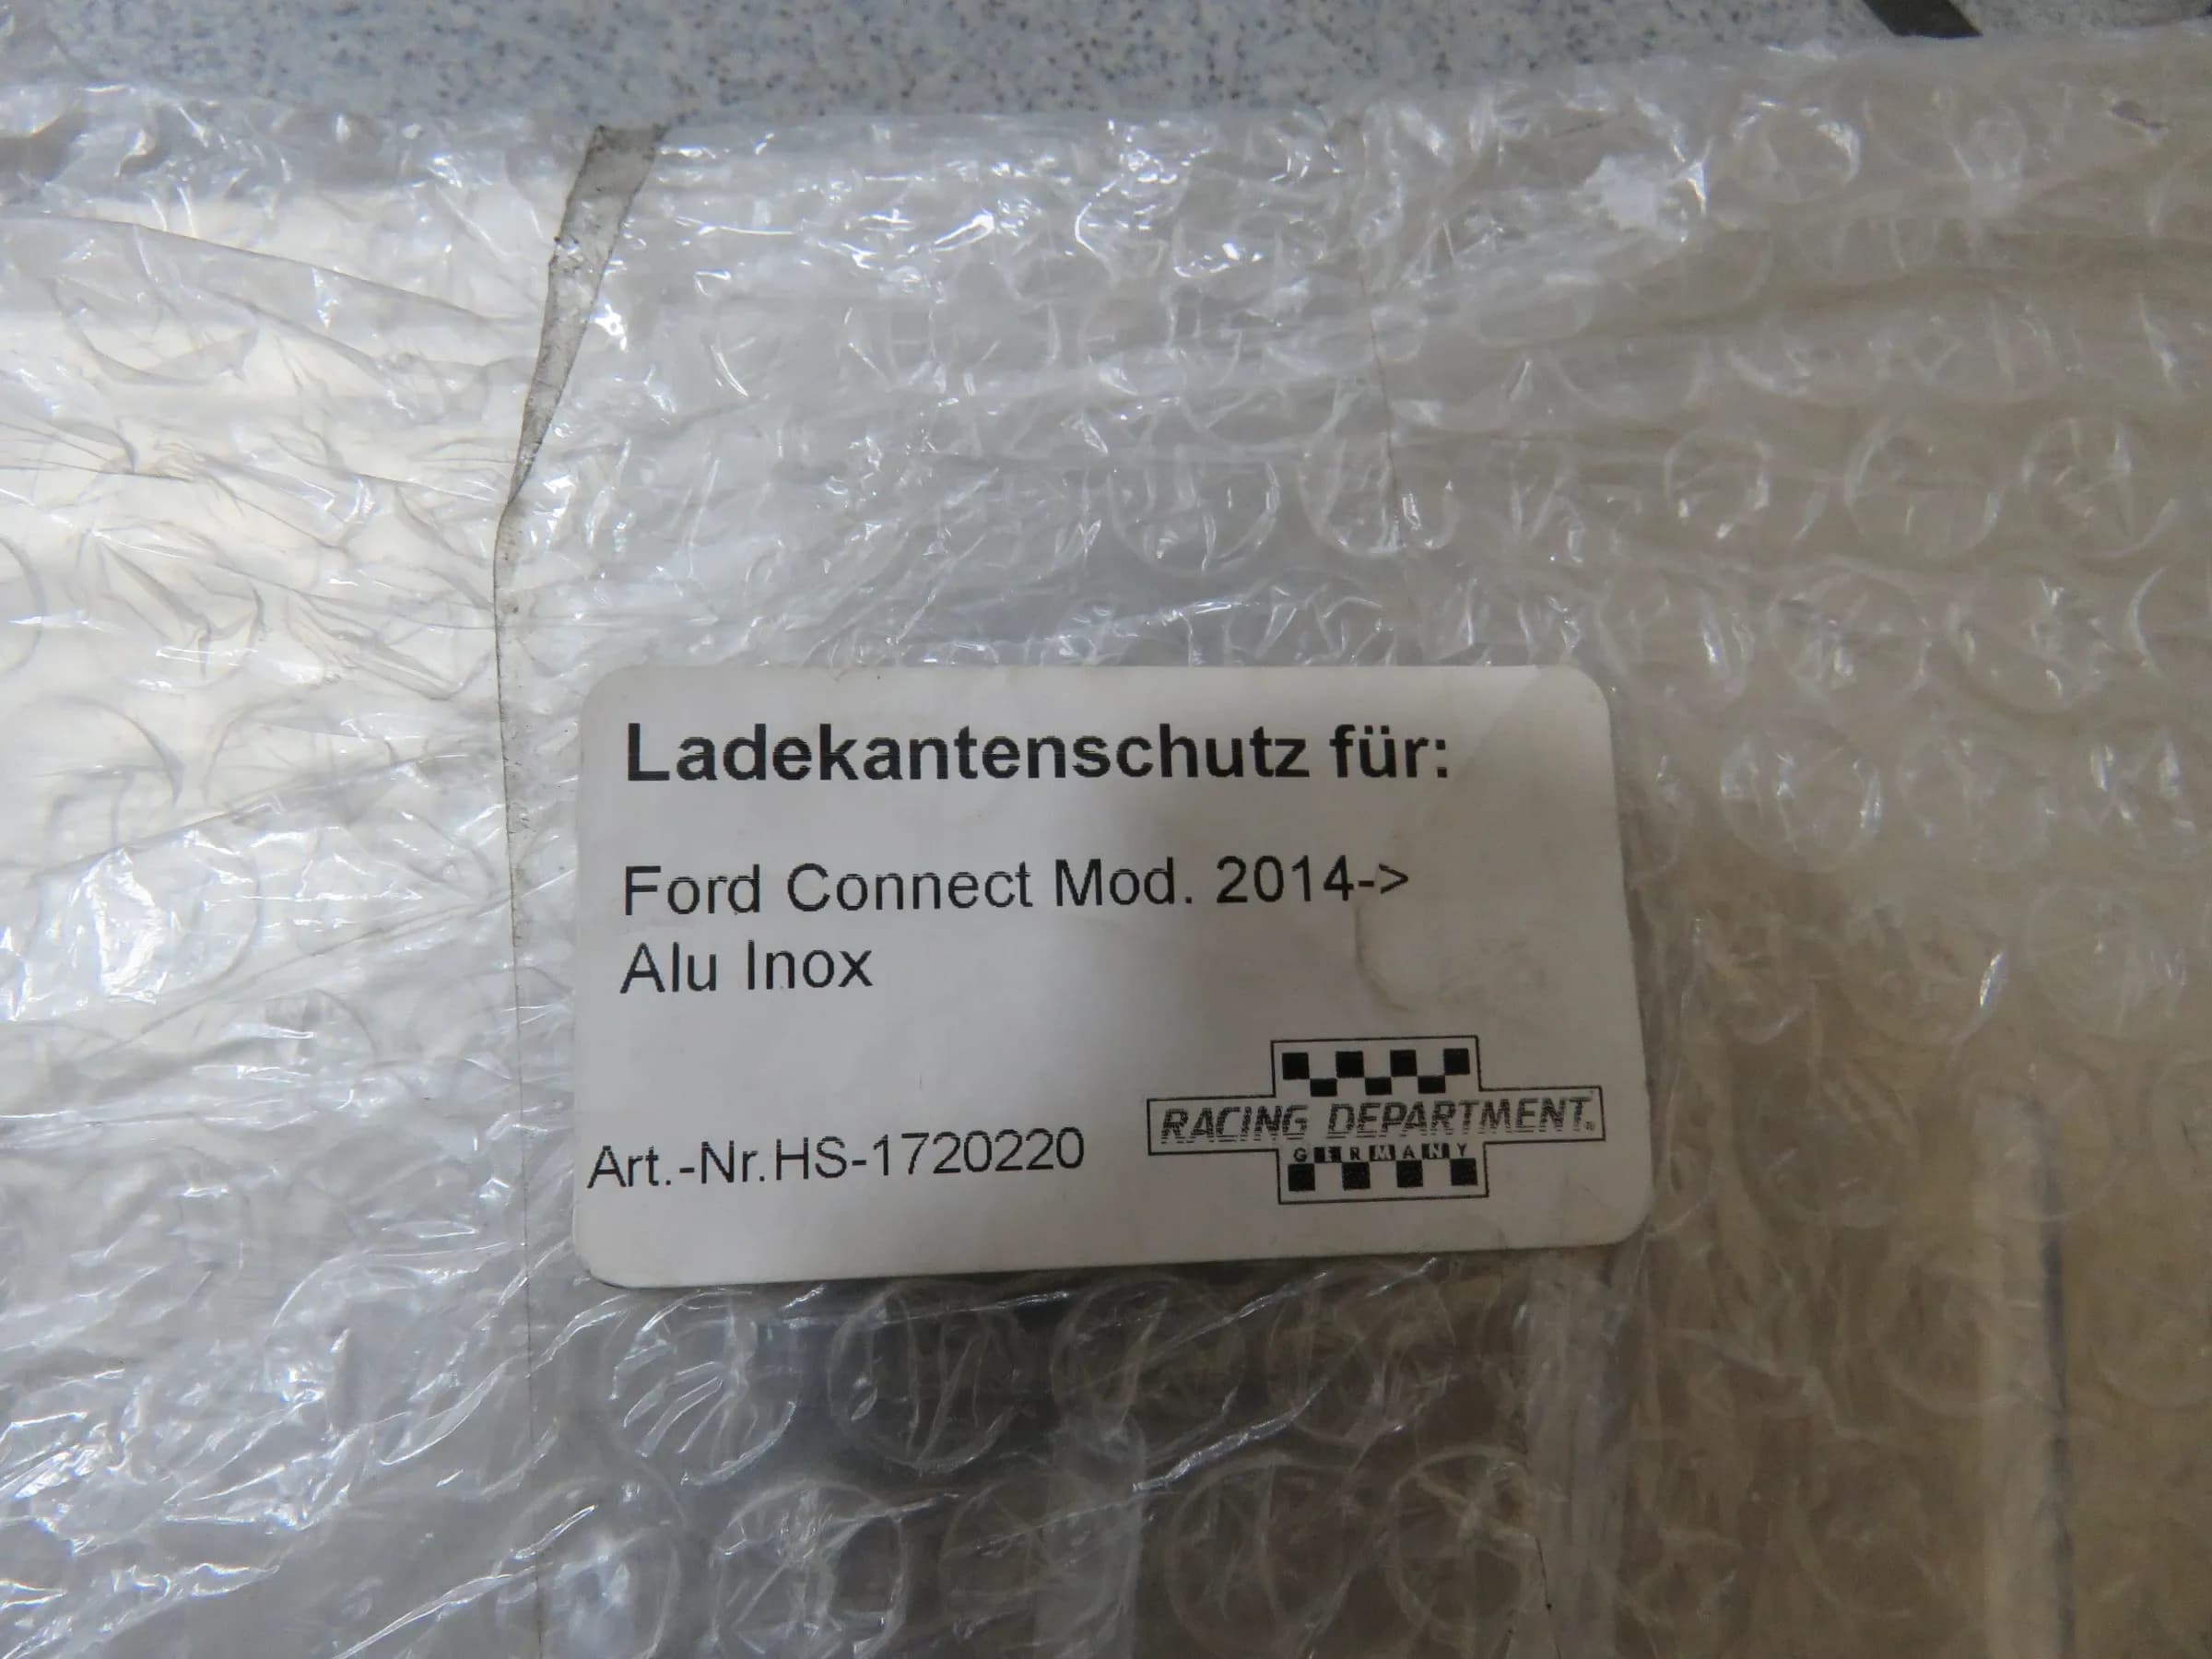 Ladekantenschutz für:
Ford Connect Mod. 2014->
Alu Inox
Art.-Nr.HS-1720220
RACING DEPARTMENT®
GERMANY